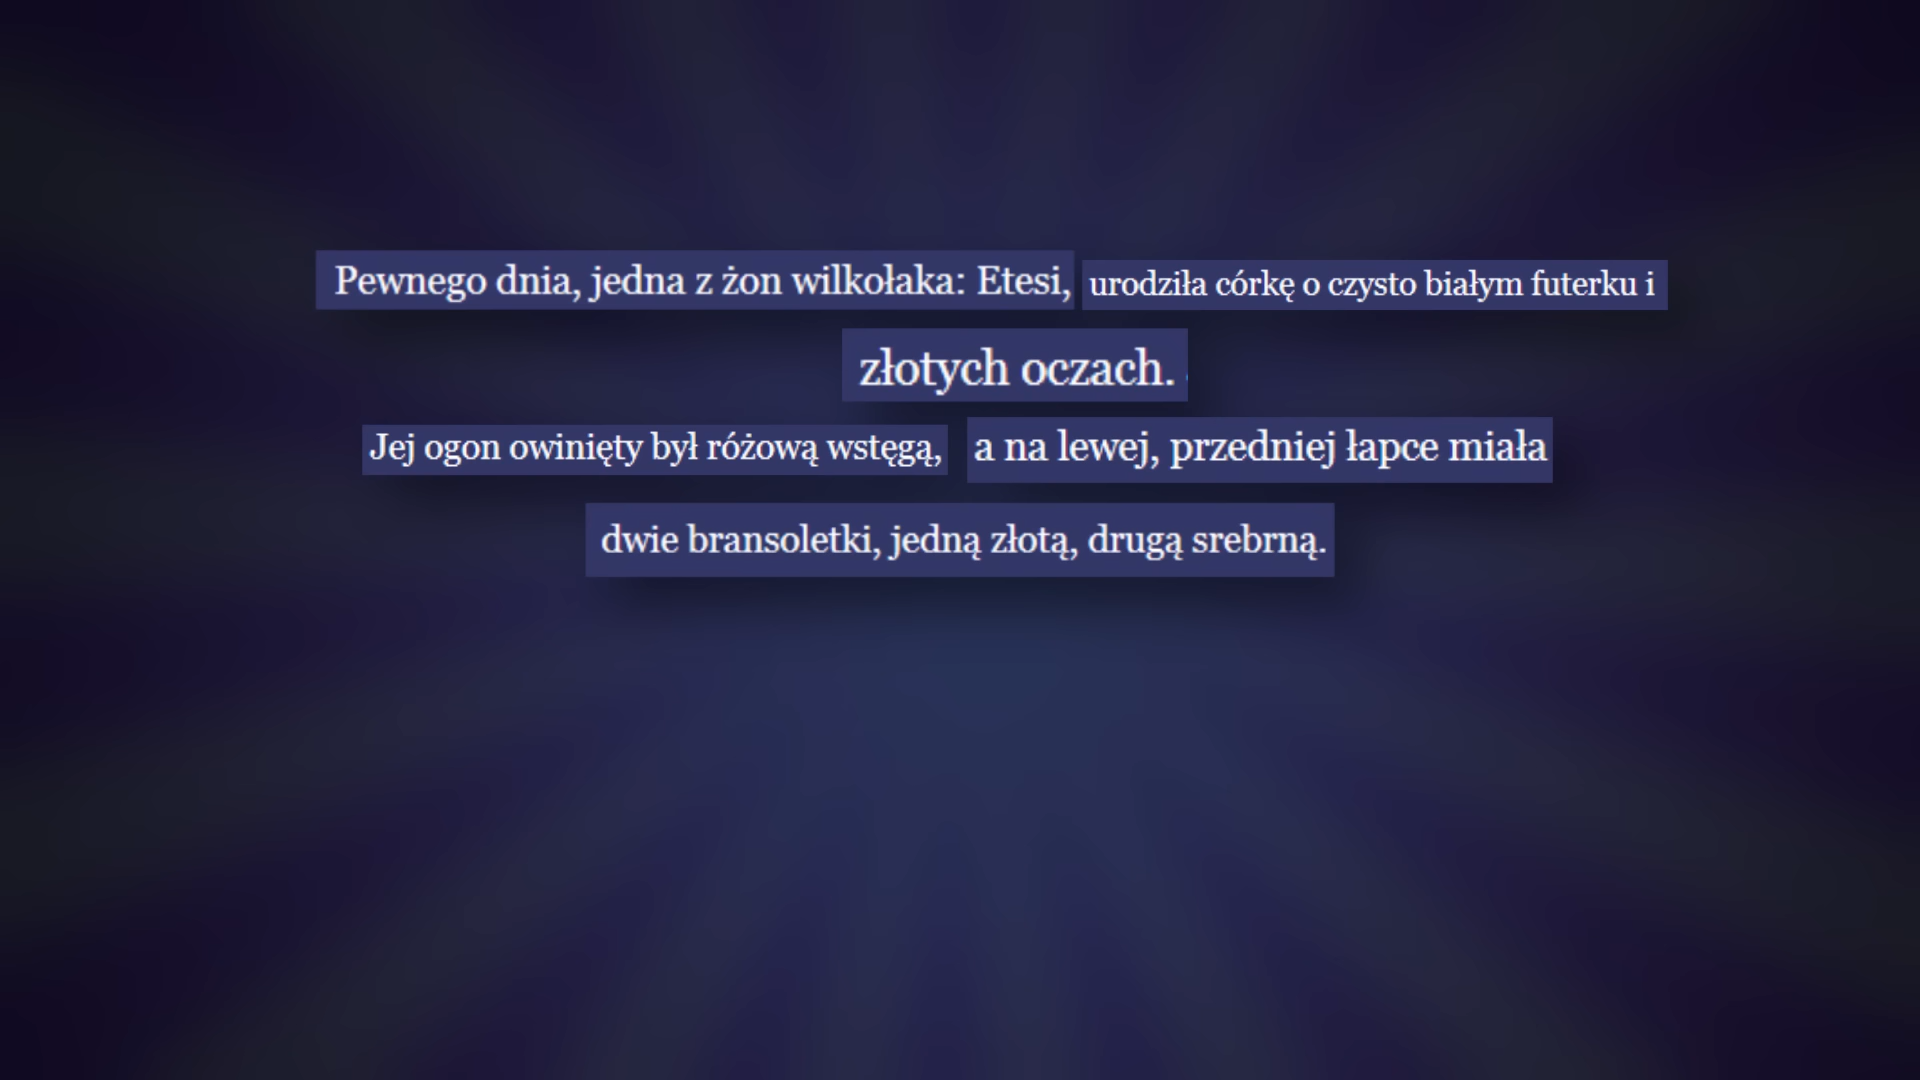 Pewnego dnia, jedna z żon wilkołaka: Etesi, urodziła córkę o czysto białym futerku i
złotych oczach.
Jej ogon owinięty był różową wstęgą, a na lewej, przedniej łapce miała
dwie bransoletki, jedną złotą, drugą srebrną.